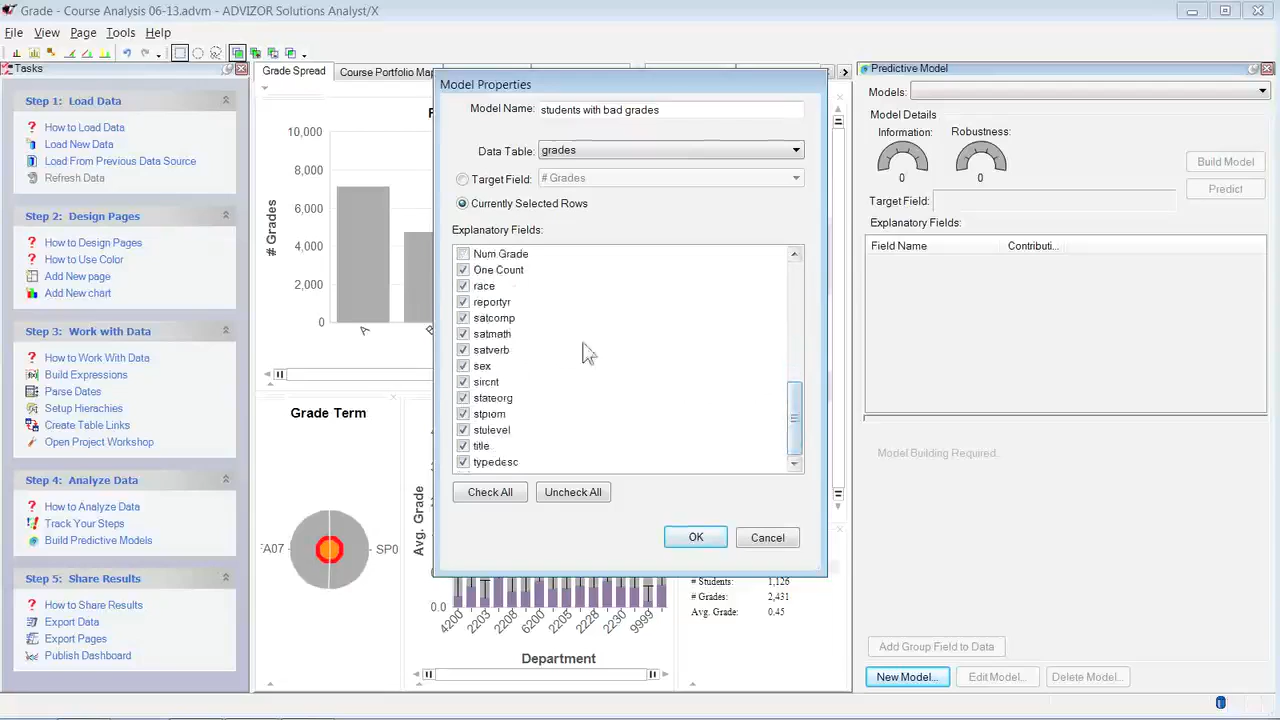 Grade - Course Analysis 06-13.advm - ADVIZOR Solutions Analyst/X
File View Page Tools Help
Tasks
Step 1: Load Data
How to Load Data
Load New Data
Load From Previous Data Source
Refresh Data
Step 2: Design Pages
How to Design Pages
How to Use Color
Add New page
Add New chart
Step 3: Work with Data
How to Work With Data
Build Expressions
Parse Dates
Setup Hierachies
Create Table Links
Open Project Workshop
Step 4: Analyze Data
How to Analyze Data
Track Your Steps
Build Predictive Models
Step 5: Share Results
How to Share Results
Export Data
Export Pages
Publish Dashboard
Grade Spread
Course Portfolio Map
10,000
8,000
6,000
4,000
2,000
0
# Grades
A
Grade Term
SP0
Avg. Grade
0.0
4200
2203
2208
6200
2205
2228
9999
Department
# Students: 1,126
# Grades: 2,431
Avg. Grade: 0.45
Model Properties
Model Name: students with bad grades
Data Table: grades
Target Field: # Grades
Currently Selected Rows
Explanatory Fields:
Num Grade
One Count
race
reportyr
satcomp
satmath
satverb
sex
sircnt
stateorg
stprom
stulevel
title
typedesc
Check All
Uncheck All
OK
Cancel
Predictive Model
Models:
Model Details
Information: Robustness:
0 0
Build Model
Predict
Target Field:
Explanatory Fields:
Field Name Contributi...
Model Building Required.
Add Group Field to Data
New Model...
Edit Model...
Delete Model...